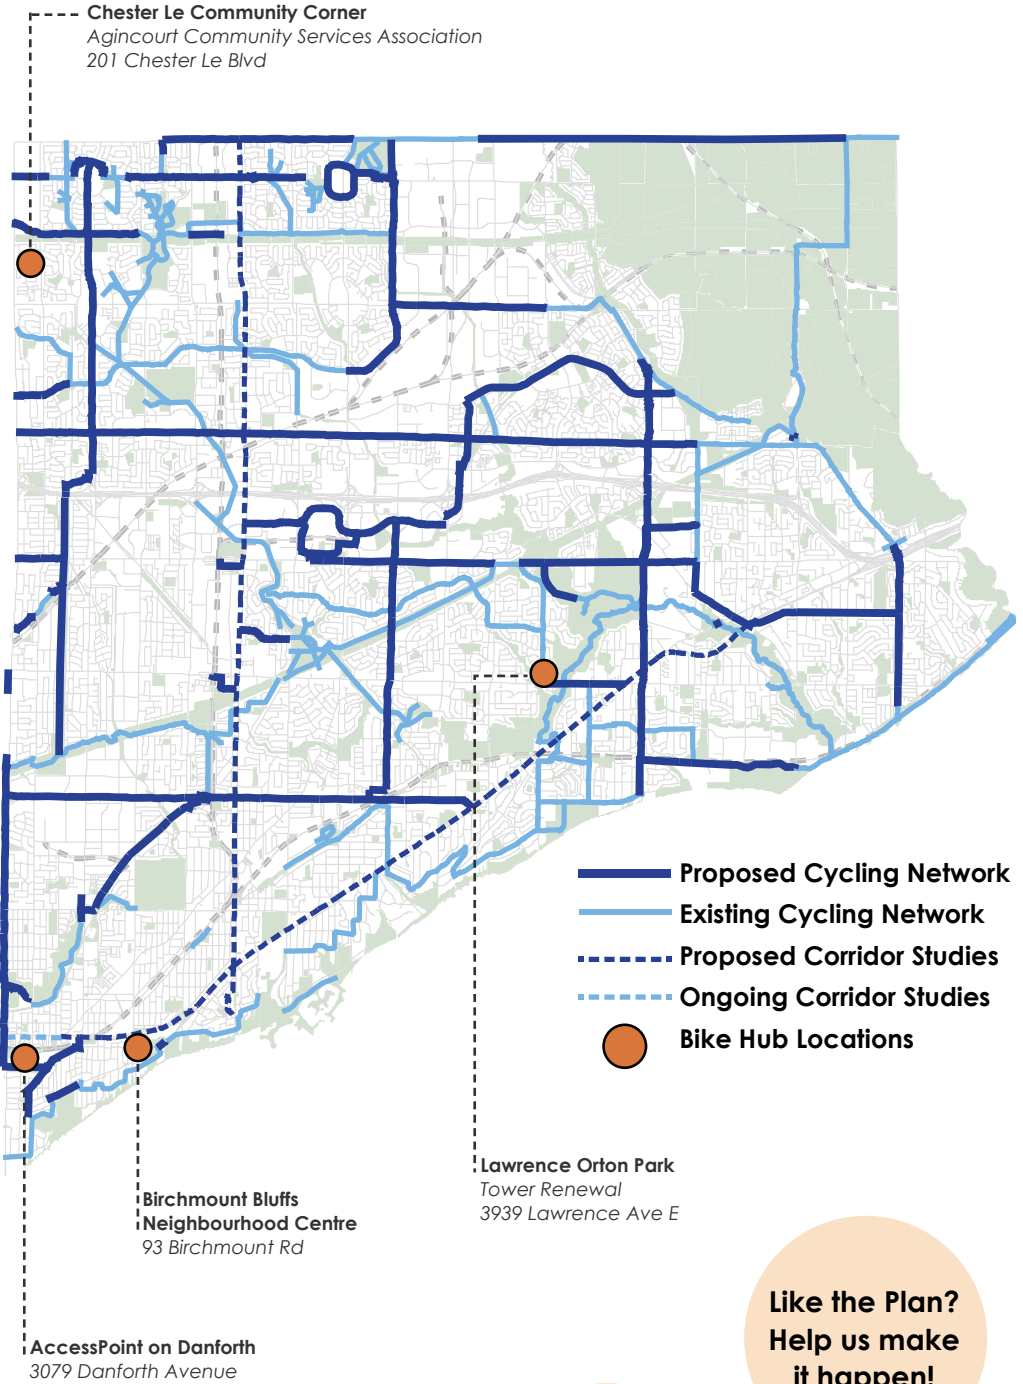 Chester Le Community Corner
Agincourt Community Services Association
201 Chester Le Blvd
Proposed Cycling Network
Existing Cycling Network
Proposed Corridor Studies
Ongoing Corridor Studies
Bike Hub Locations
Lawrence Orton Park
Tower Renewal
3939 Lawrence Ave E
Birchmount Bluffs
Neighbourhood Centre
93 Birchmount Rd
AccessPoint on Danforth
3079 Danforth Avenue
Like the Plan?
Help us make
it happen!